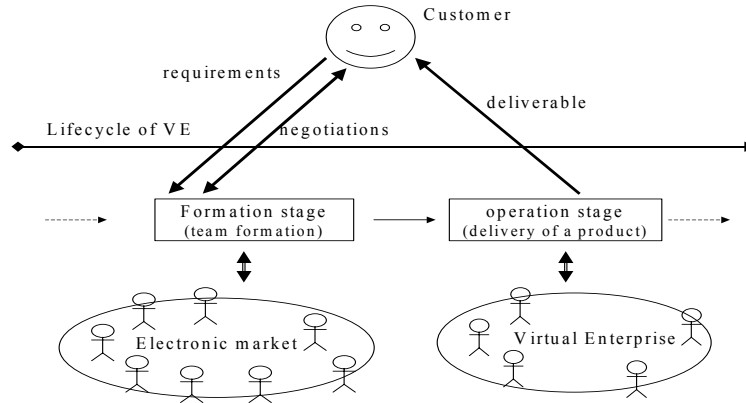 Customer
requirements
deliverable
Lifecycle of VE
negotiations
Formation stage
(team formation)
operation stage
(delivery of a product)
Electronic market
Virtual Enterprise